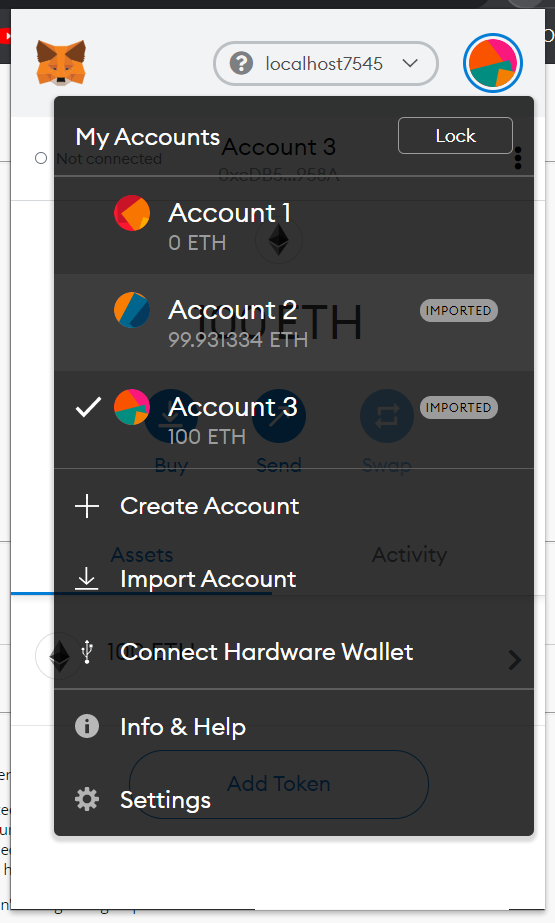 localhost7545
My Accounts
Lock
Not connected
Account 3
Account 1
0 ETH
Account 2
IMPORTED
100 ETH
99.931334 ETH
Account 3
IMPORTED
100 ETH
Buy
Send
Swap
Create Account
Assets
Activity
Import Account
Connect Hardware Wallet
Info & Help
Add Token
Settings